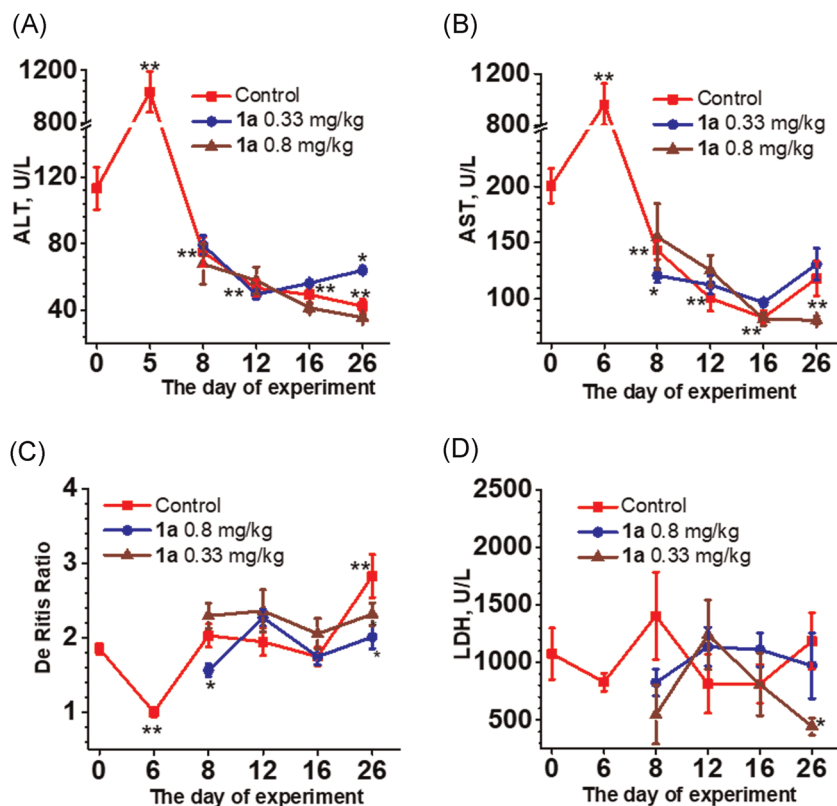 (A)
1200
800
120
80
40
ALT, U/L
**
Control
1a 0.33 mg/kg
1a 0.8 mg/kg
**
**
**
*
**
0 5 8 12 16 26
The day of experiment
(B)
1200
800
200
150
100
AST, U/L
**
Control
1a 0.33 mg/kg
1a 0.8 mg/kg
**
*
**
**
**
0 6 8 12 16 26
The day of experiment
(C)
4
3
2
1
De Ritis Ratio
Control
1a 0.8 mg/kg
1a 0.33 mg/kg
**
*
**
*
0 6 8 12 16 26
The day of experiment
(D)
2500
2000
1500
1000
500
LDH, U/L
Control
1a 0.8 mg/kg
1a 0.33 mg/kg
*
0 6 8 12 16 26
The day of experiment